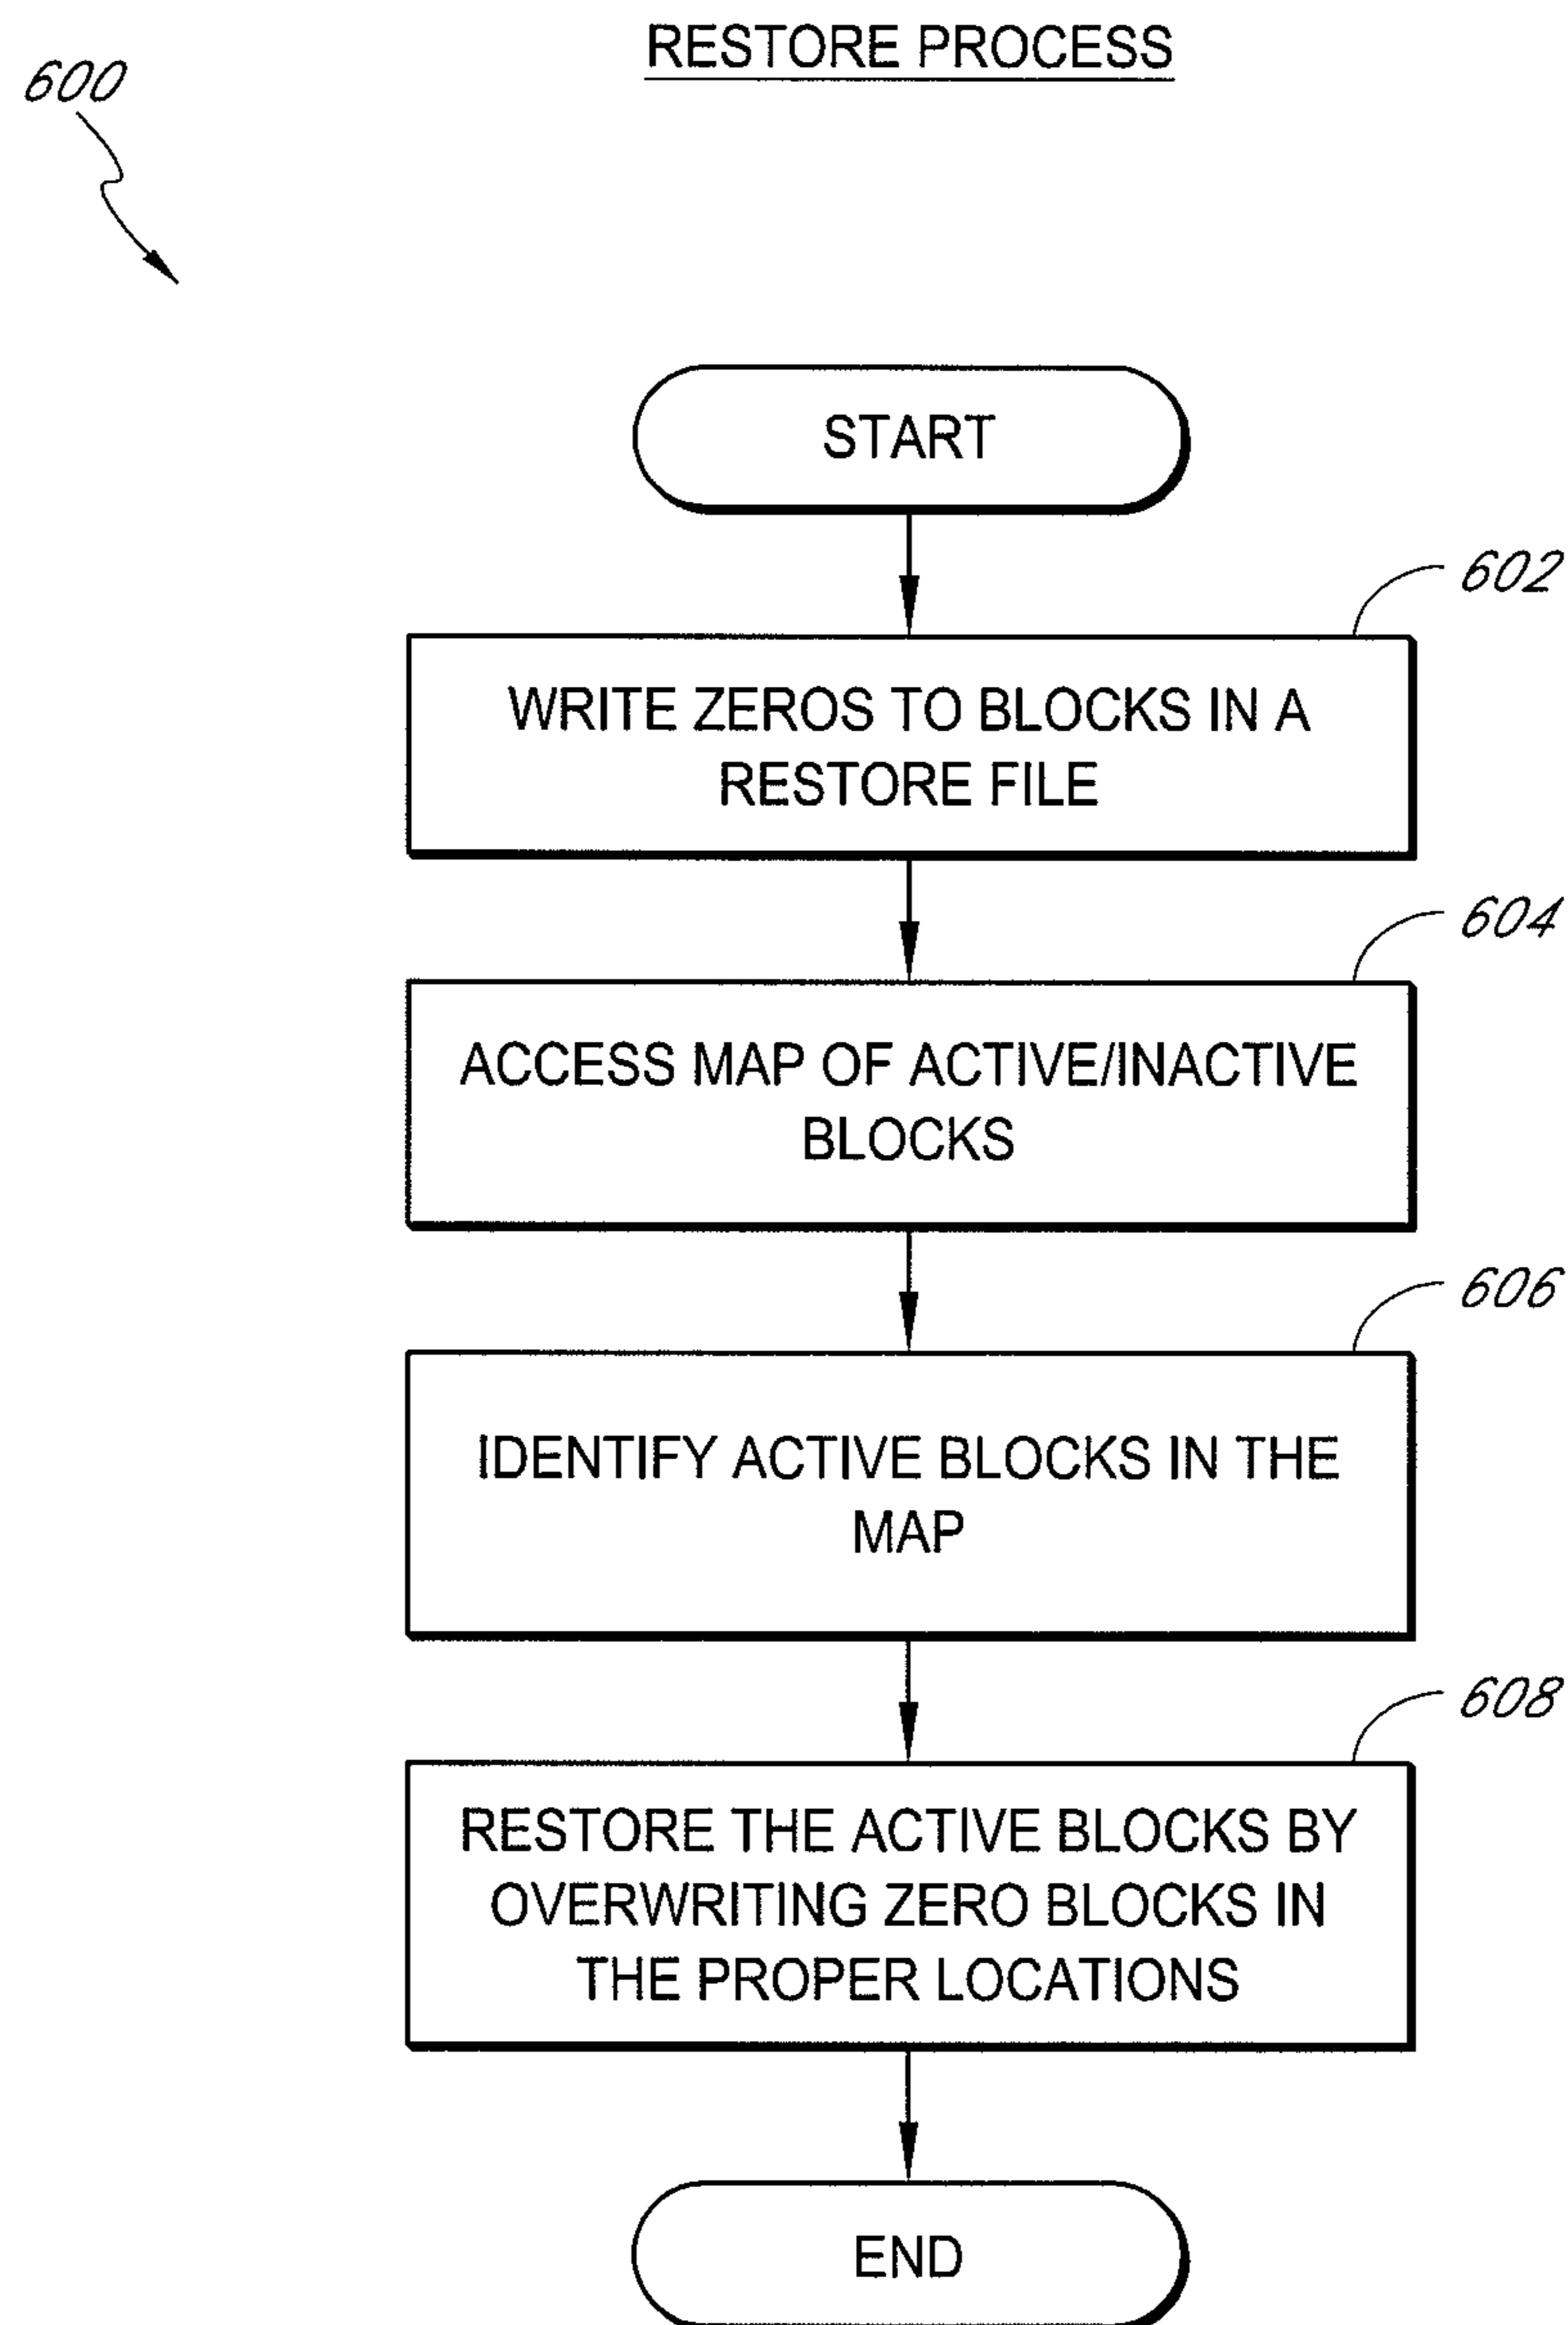 RESTORE PROCESS
600
START
602
WRITE ZEROS TO BLOCKS IN A
RESTORE FILE
604
ACCESS MAP OF ACTIVE/INACTIVE
BLOCKS
606
IDENTIFY ACTIVE BLOCKS IN THE
MAP
608
RESTORE THE ACTIVE BLOCKS BY
OVERWRITING ZERO BLOCKS IN
THE PROPER LOCATIONS
END